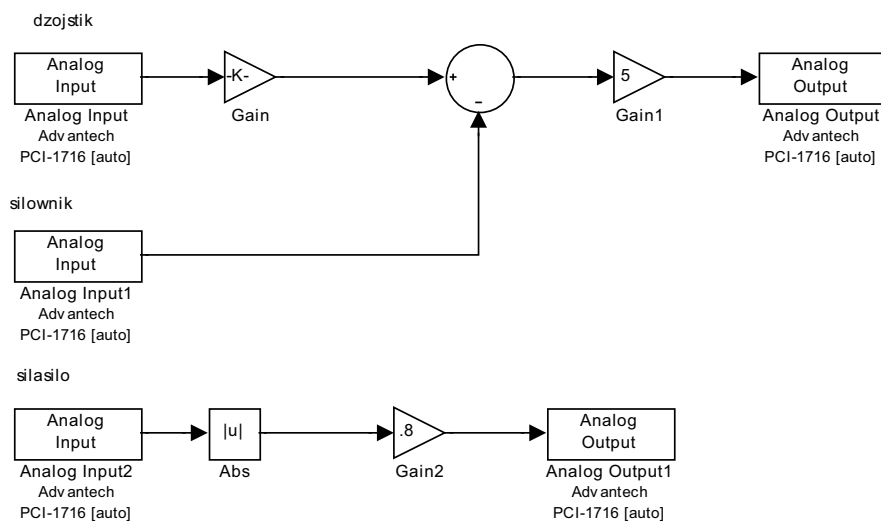 dzojstik
Analog
Input
Analog Input
Advantech
PCI-1716 [auto]
-K-
Gain
+
−
5
Gain1
Analog
Output
Analog Output
Advantech
PCI-1716 [auto]
silownik
Analog
Input
Analog Input1
Advantech
PCI-1716 [auto]
silasilo
Analog
Input
Analog Input2
Advantech
PCI-1716 [auto]
|u|
Abs
.8
Gain2
Analog
Output
Analog Output1
Advantech
PCI-1716 [auto]